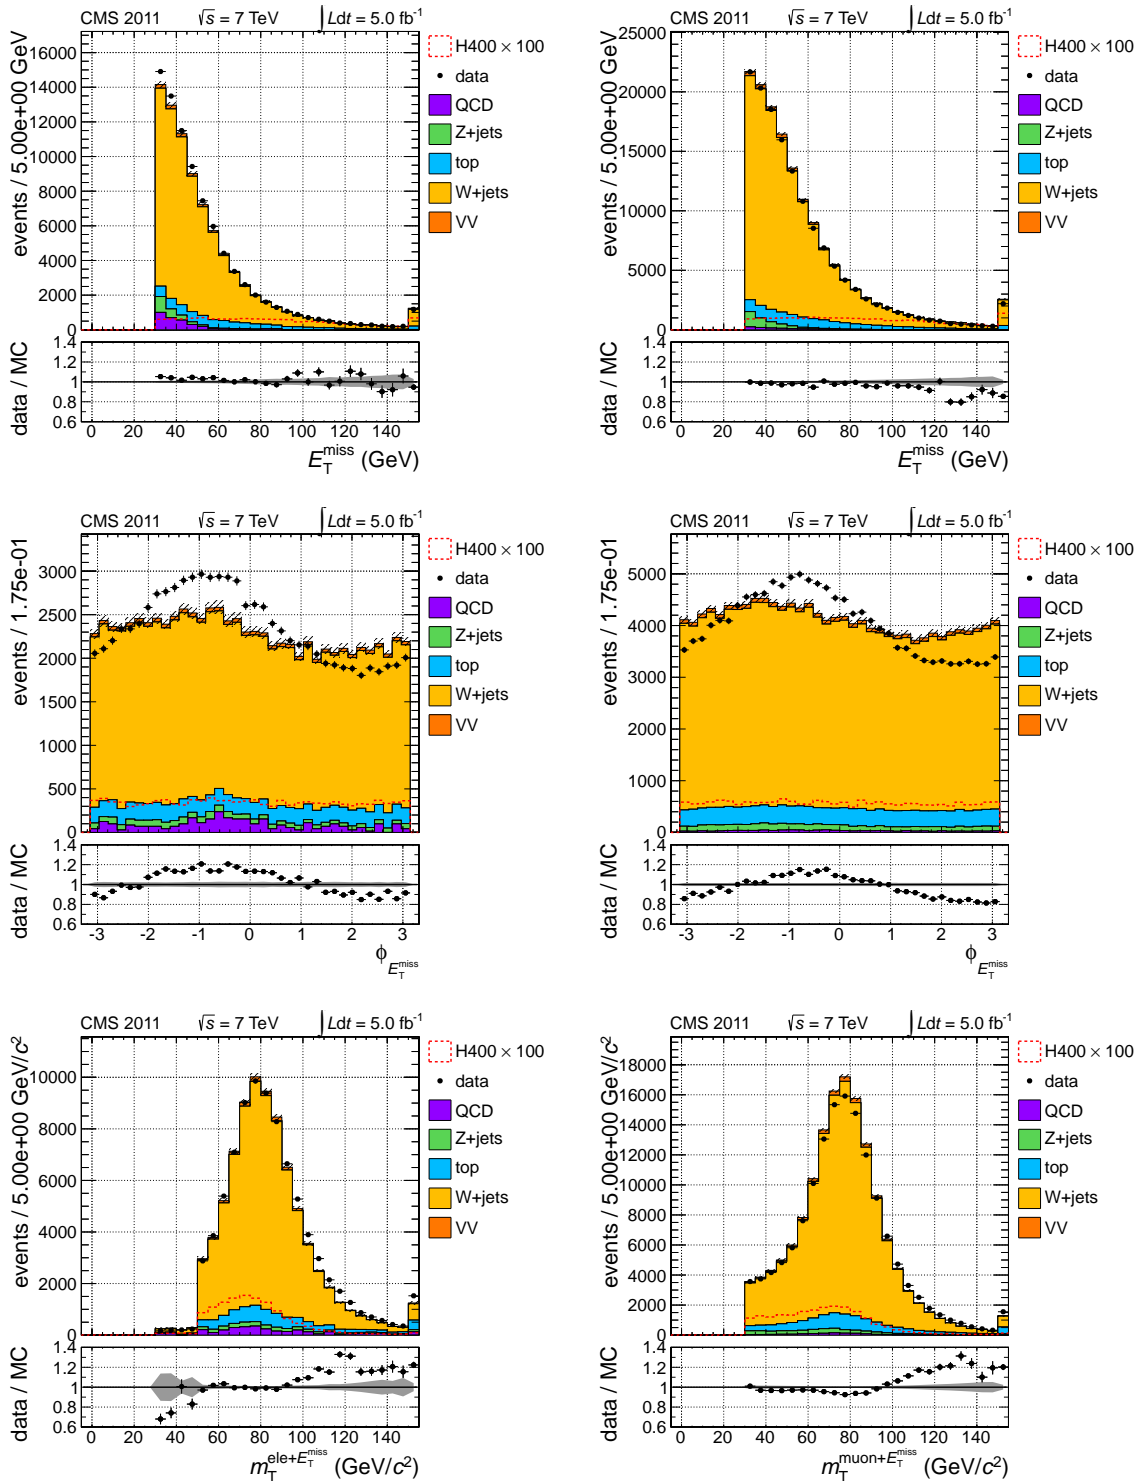 CMS 2011 √s = 7 TeV ∫ Ldt = 5.0 fb⁻¹
events / 5.00e+00 GeV
16000
14000
12000
10000
8000
6000
4000
2000
0
H400 × 100
data
QCD
Z+jets
top
W+jets
VV
data / MC
1.4
1.2
1
0.8
0.6
0 20 40 60 80 100 120 140
E_T^miss (GeV)
CMS 2011 √s = 7 TeV ∫ Ldt = 5.0 fb⁻¹
events / 5.00e+00 GeV
25000
20000
15000
10000
5000
0
H400 × 100
data
QCD
Z+jets
top
W+jets
VV
data / MC
1.4
1.2
1
0.8
0.6
0 20 40 60 80 100 120 140
E_T^miss (GeV)
CMS 2011 √s = 7 TeV ∫ Ldt = 5.0 fb⁻¹
events / 1.75e-01
3000
2500
2000
1500
1000
500
0
H400 × 100
data
QCD
Z+jets
top
W+jets
VV
data / MC
1.4
1.2
1
0.8
0.6
-3 -2 -1 0 1 2 3
ϕ_E_T^miss
CMS 2011 √s = 7 TeV ∫ Ldt = 5.0 fb⁻¹
events / 1.75e-01
5000
4000
3000
2000
1000
0
H400 × 100
data
QCD
Z+jets
top
W+jets
VV
data / MC
1.4
1.2
1
0.8
0.6
-3 -2 -1 0 1 2 3
ϕ_E_T^miss
CMS 2011 √s = 7 TeV ∫ Ldt = 5.0 fb⁻¹
events / 5.00e+00 GeV/c²
10000
8000
6000
4000
2000
0
H400 × 100
data
QCD
Z+jets
top
W+jets
VV
data / MC
1.4
1.2
1
0.8
0.6
0 20 40 60 80 100 120 140
m_T^ele+E_T^miss (GeV/c²)
CMS 2011 √s = 7 TeV ∫ Ldt = 5.0 fb⁻¹
events / 5.00e+00 GeV/c²
18000
16000
14000
12000
10000
8000
6000
4000
2000
0
H400 × 100
data
QCD
Z+jets
top
W+jets
VV
data / MC
1.4
1.2
1
0.8
0.6
0 20 40 60 80 100 120 140
m_T^muon+E_T^miss (GeV/c²)